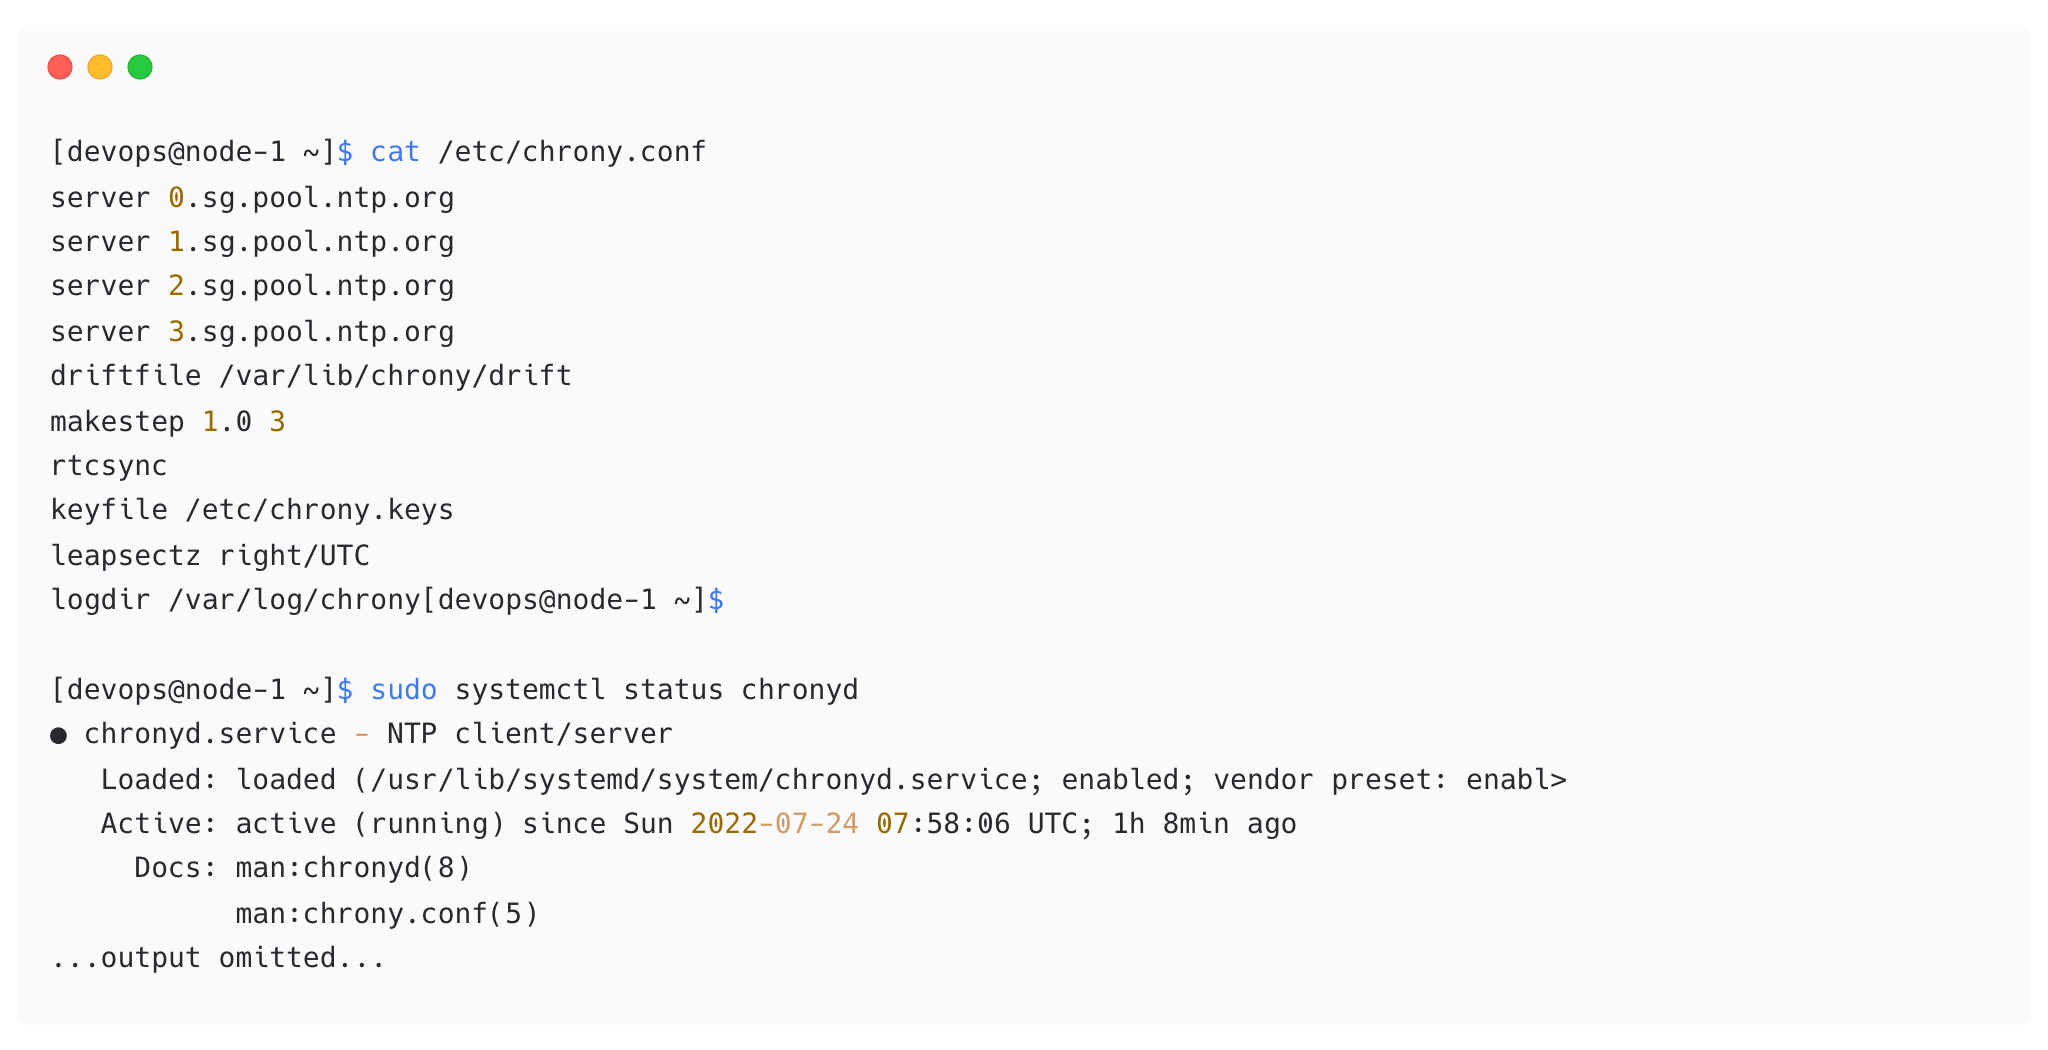 [devops@node-1 ~]$ cat /etc/chrony.conf
server 0.sg.pool.ntp.org
server 1.sg.pool.ntp.org
server 2.sg.pool.ntp.org
server 3.sg.pool.ntp.org
driftfile /var/lib/chrony/drift
makestep 1.0 3
rtcsync
keyfile /etc/chrony.keys
leapsectz right/UTC
logdir /var/log/chrony[devops@node-1 ~]$

[devops@node-1 ~]$ sudo systemctl status chronyd
● chronyd.service - NTP client/server
   Loaded: loaded (/usr/lib/systemd/system/chronyd.service; enabled; vendor preset: enabl>
   Active: active (running) since Sun 2022-07-24 07:58:06 UTC; 1h 8min ago
     Docs: man:chronyd(8)
           man:chrony.conf(5)
...output omitted...